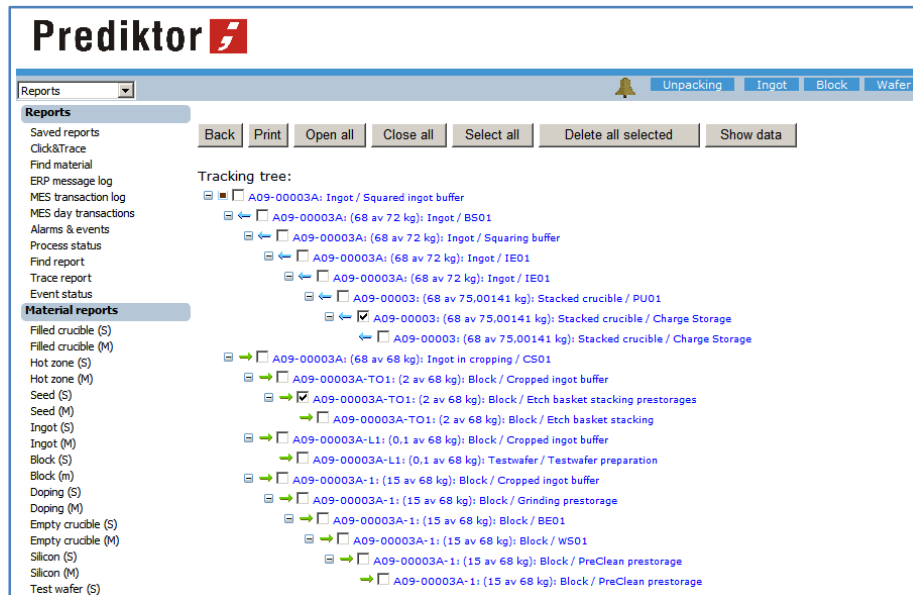 Prediktor
Reports
Unpacking Ingot Block Wafer
Reports
Saved reports
Click&Trace
Find material
ERP message log
MES transaction log
MES day transactions
Alarms & events
Process status
Find report
Trace report
Event status
Material reports
Filled crucible (S)
Filled crucible (M)
Hot zone (S)
Hot zone (M)
Seed (S)
Seed (M)
Ingot (S)
Ingot (M)
Block (S)
Block (m)
Doping (S)
Doping (M)
Empty crucible (S)
Empty crucible (M)
Silicon (S)
Silicon (M)
Test wafer (S)
Back Print Open all Close all Select all Delete all selected Show data
Tracking tree:
A09-00003A: Ingot / Squared ingot buffer
A09-00003A: (68 av 72 kg): Ingot / BS01
A09-00003A: (68 av 72 kg): Ingot / Squaring buffer
A09-00003A: (68 av 72 kg): Ingot / IE01
A09-00003A: (68 av 72 kg): Ingot / IE01
A09-00003: (68 av 75,00141 kg): Stacked crucible / PU01
A09-00003: (68 av 75,00141 kg): Stacked crucible / Charge Storage
A09-00003: (68 av 75,00141 kg): Stacked crucible / Charge Storage
A09-00003A: (68 av 68 kg): Ingot in cropping / CS01
A09-00003A-TO1: (2 av 68 kg): Block / Cropped ingot buffer
A09-00003A-TO1: (2 av 68 kg): Block / Etch basket stacking prestorages
A09-00003A-TO1: (2 av 68 kg): Block / Etch basket stacking
A09-00003A-L1: (0,1 av 68 kg): Block / Cropped ingot buffer
A09-00003A-L1: (0,1 av 68 kg): Testwafer / Testwafer preparation
A09-00003A-1: (15 av 68 kg): Block / Cropped ingot buffer
A09-00003A-1: (15 av 68 kg): Block / Grinding prestorage
A09-00003A-1: (15 av 68 kg): Block / BE01
A09-00003A-1: (15 av 68 kg): Block / WS01
A09-00003A-1: (15 av 68 kg): Block / PreClean prestorage
A09-00003A-1: (15 av 68 kg): Block / PreClean prestorage